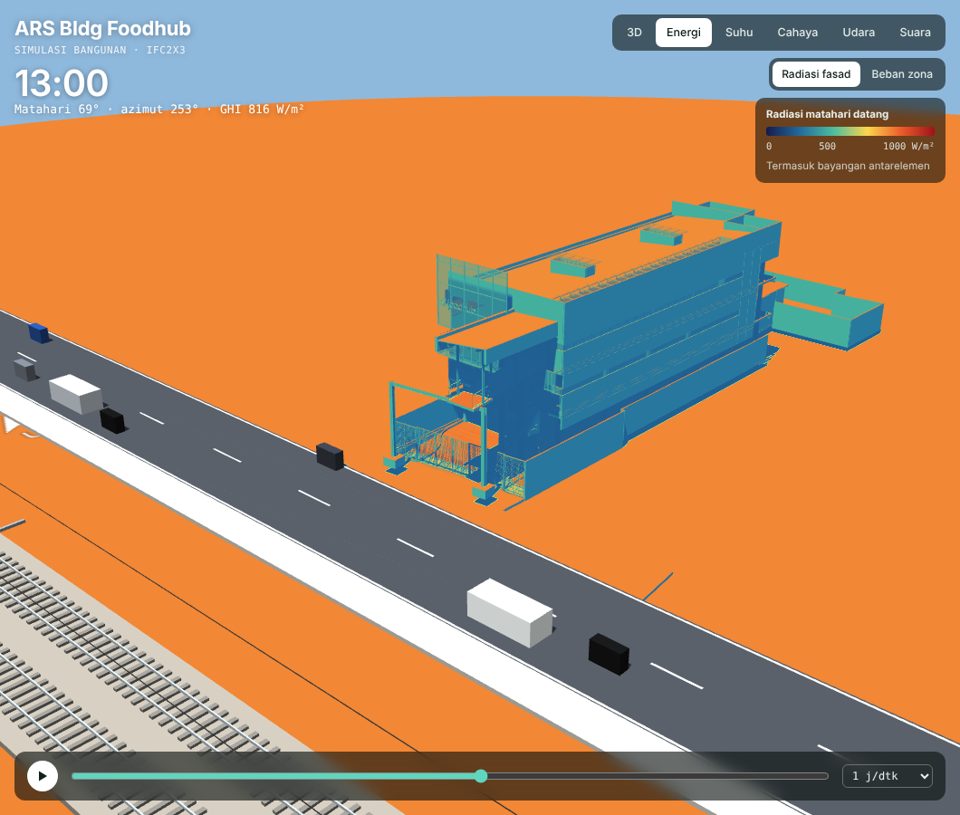 ARS Bldg Foodhub
SIMULASI BANGUNAN · IFC2X3
13:00
Matahari 69° · azimut 253° · GHI 816 W/m²
3D Energi Suhu Cahaya Udara Suara
Radiasi fasad Beban zona
Radiasi matahari datang
0 500 1000 W/m²
Termasuk bayangan antarelemen
1 j/dtk